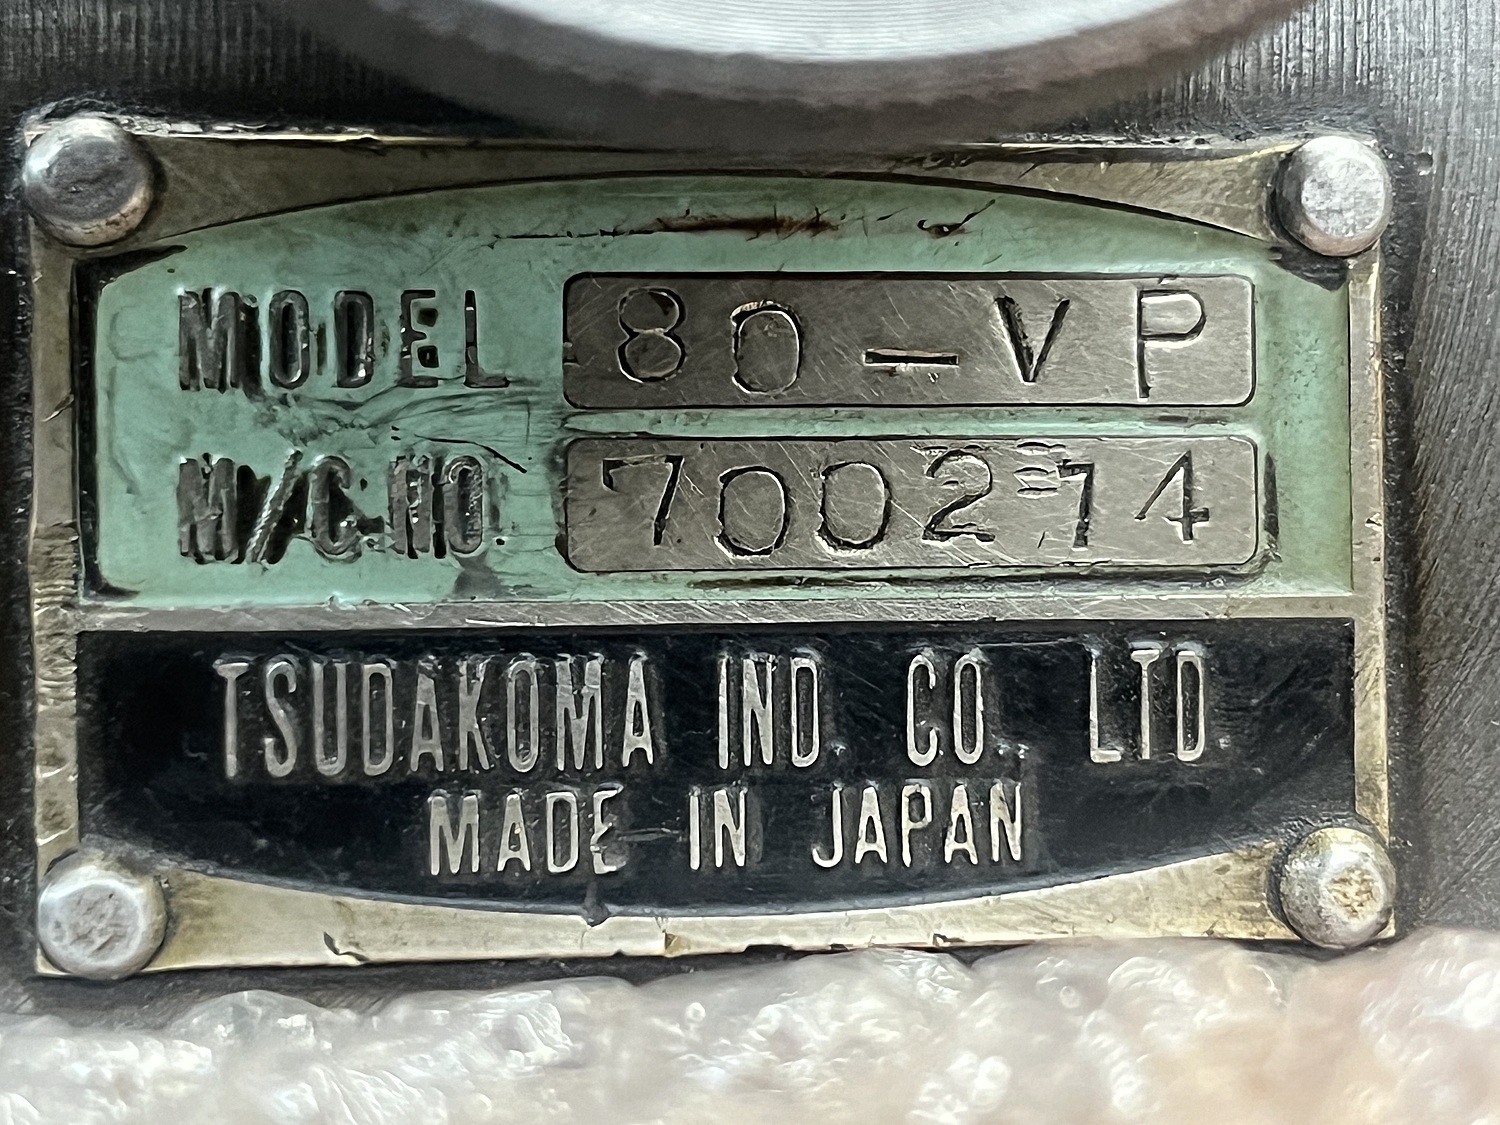 MODEL 80-VP
M/C.NO. 700274
TSUDAKOMA IND. CO., LTD.
MADE IN JAPAN